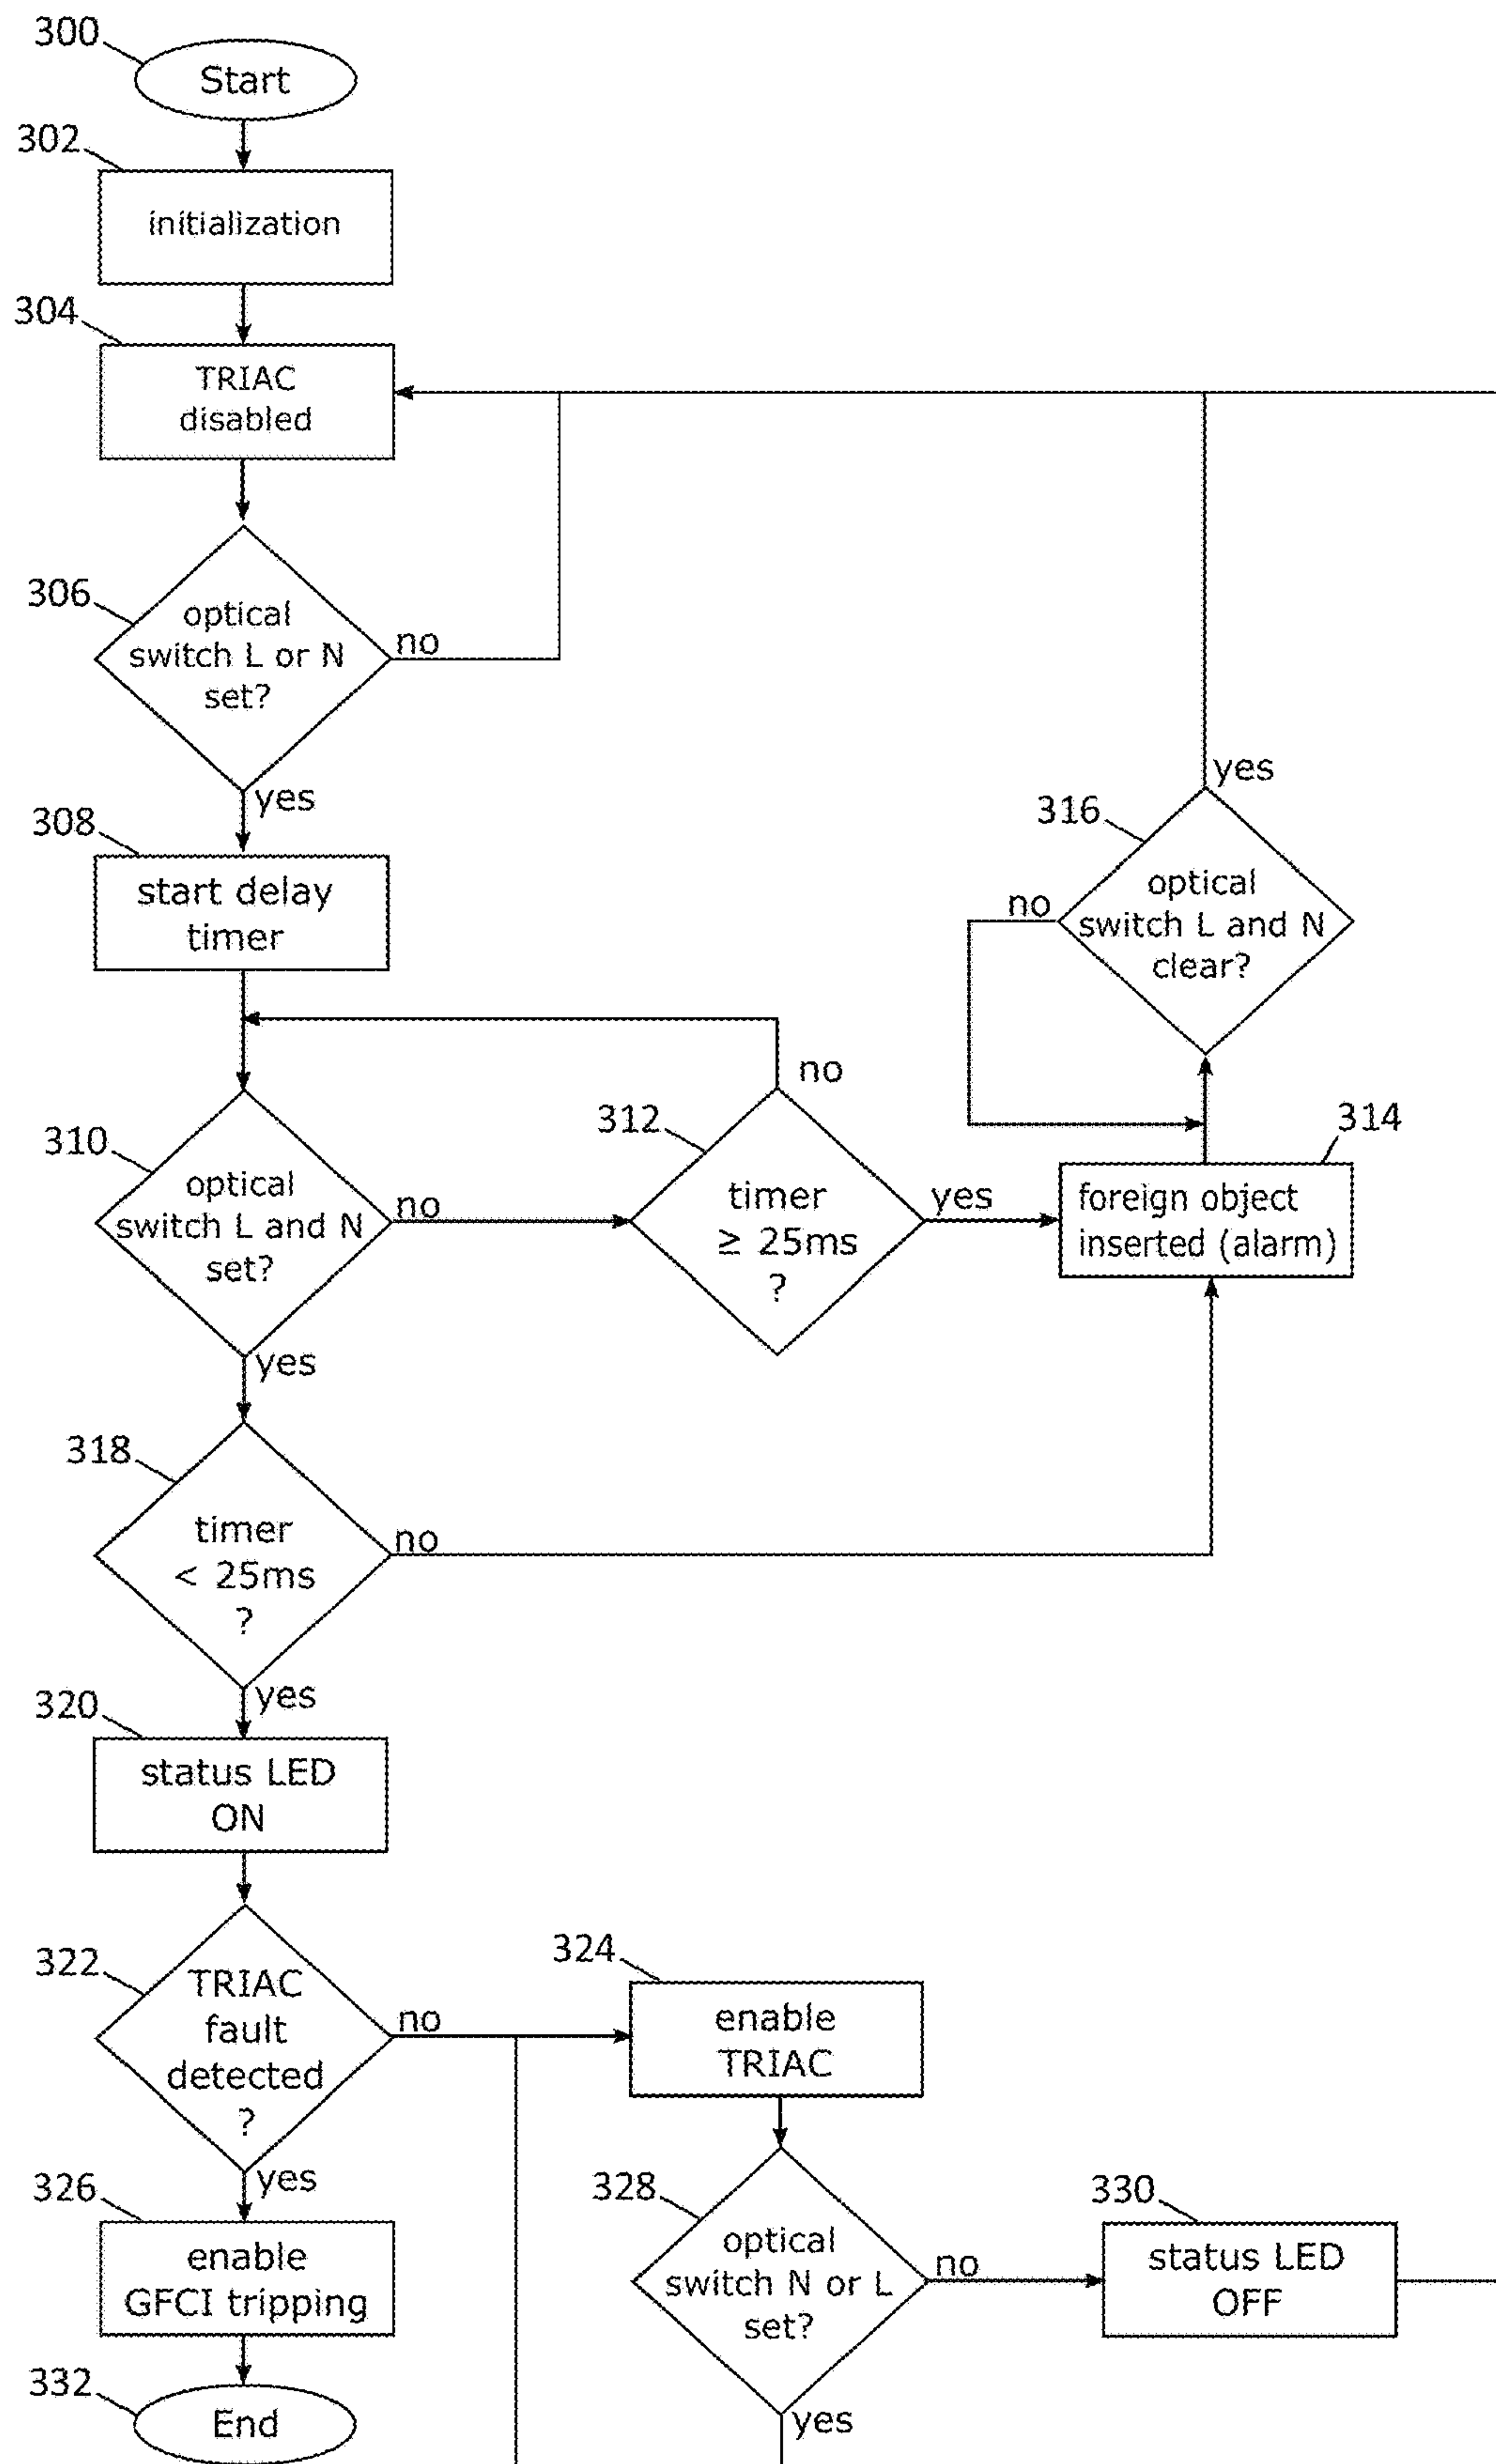 300
Start
302
initialization
304
TRIAC
disabled
306
optical
switch L or N
set?
no
yes
308
start delay
timer
310
optical
switch L and N
set?
no
yes
312
timer
≥ 25ms
?
no
yes
314
foreign object
inserted (alarm)
316
optical
switch L and N
clear?
no
yes
318
timer
< 25ms
?
no
yes
320
status LED
ON
322
TRIAC
fault
detected
?
no
yes
324
enable
TRIAC
326
enable
GFCI tripping
328
optical
switch N or L
set?
no
yes
330
status LED
OFF
332
End